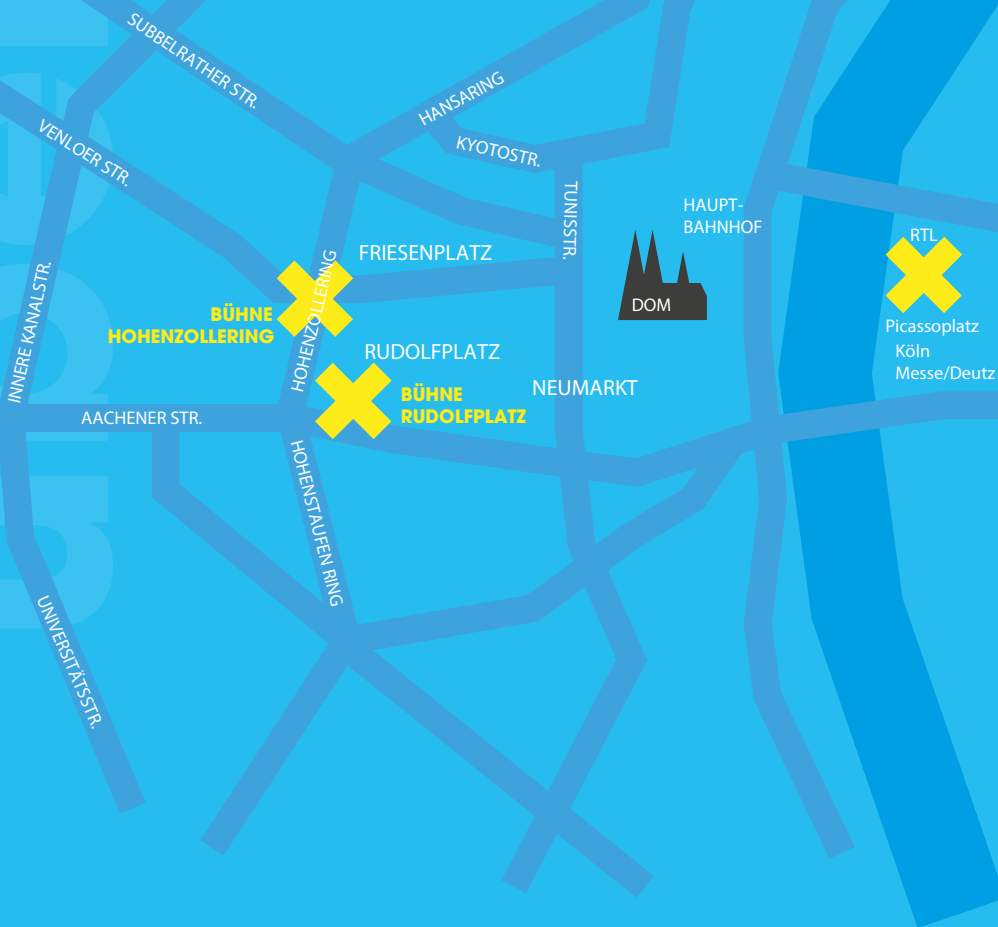 SUBBELRATHER STR.
HANSARING
VENLOER STR.
KYOTOSTR.
TUNISSTR.
HAUPT-
BAHNHOF
RTL
FRIESENPLATZ
HOHENZOLLERING
INNERE KANALSTR.
DOM
BÜHNE
HOHENZOLLERING
Picassoplatz
Köln
Messe/Deutz
RUDOLFPLATZ
NEUMARKT
BÜHNE
RUDOLFPLATZ
AACHENER STR.
HOHENSTAUFEN RING
UNIVERSITÄTSSTR.